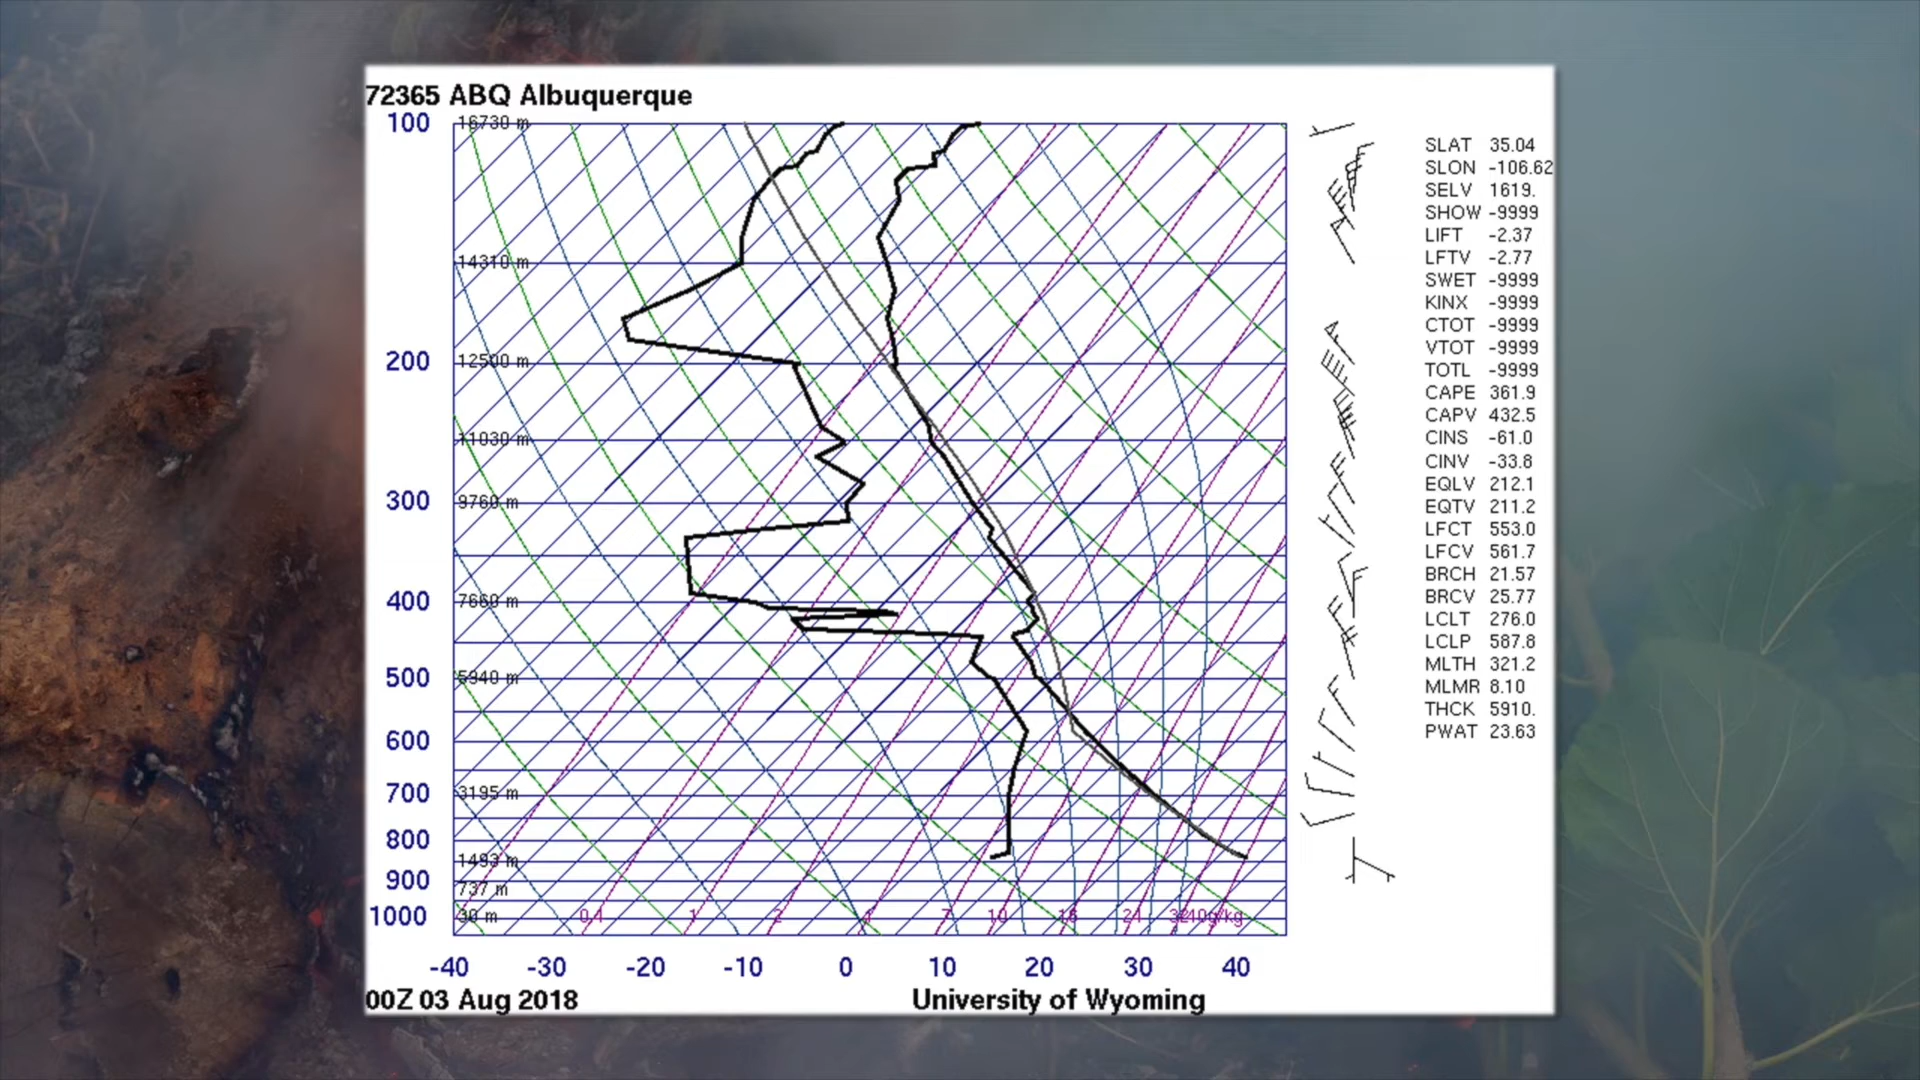 72365 ABQ Albuquerque
100
16730 m
14310 m
200
12500 m
11030 m
300
9760 m
400
7660 m
500
5940 m
600
700
3195 m
800
1493 m
900
737 m
1000
30 m
0.4 1 2 4 7 10 16 24 32 40g/kg
-40 -30 -20 -10 0 10 20 30 40
00Z 03 Aug 2018
University of Wyoming
SLAT 35.04
SLON -106.62
SELV 1619.
SHOW -9999
LIFT -2.37
LFTV -2.77
SWET -9999
KINX -9999
CTOT -9999
VTOT -9999
TOTL -9999
CAPE 361.9
CAPV 432.5
CINS -61.0
CINV -33.8
EQLV 212.1
EQTV 211.2
LFCT 553.0
LFCV 561.7
BRCH 21.57
BRCV 25.77
LCLT 276.0
LCLP 587.8
MLTH 321.2
MLMR 8.10
THCK 5910.
PWAT 23.63